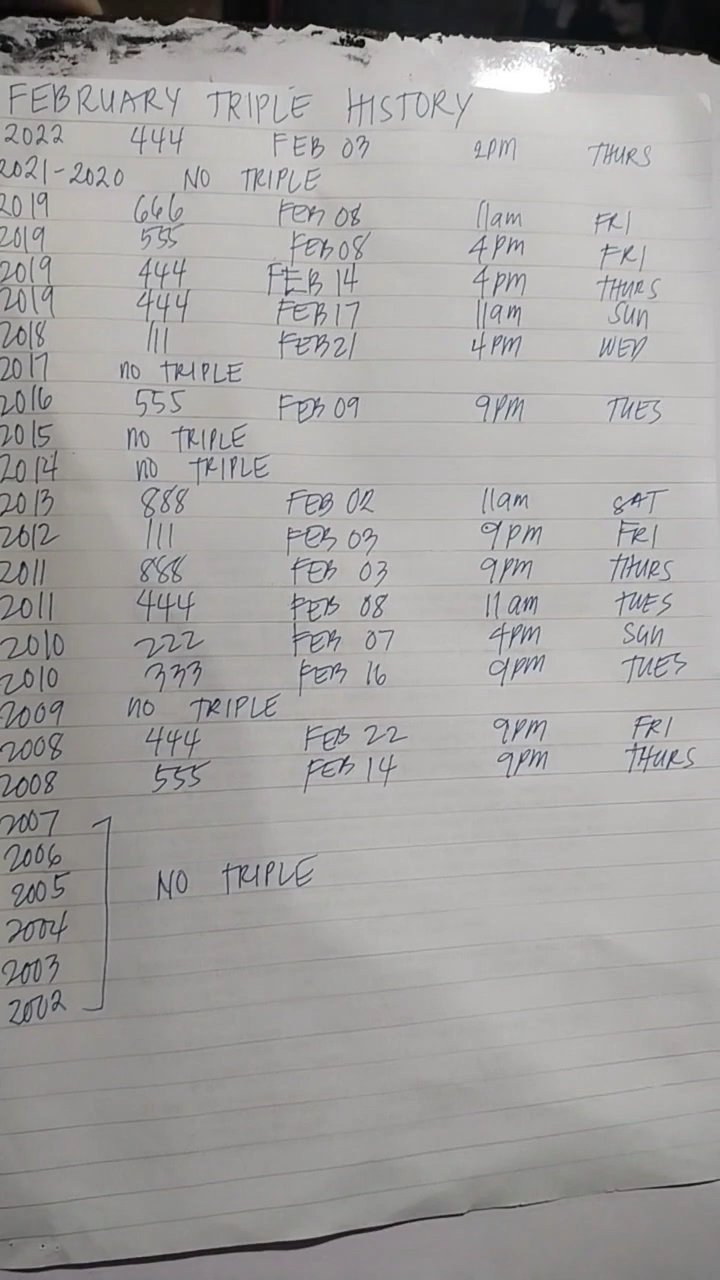 FEBRUARY TRIPLE HISTORY
2022 444 FEB 03 2PM THURS
2021-2020 NO TRIPLE
2019 666 FEB 08 11am FRI
2019 555 FEB 08 4PM FRI
2019 444 FEB 14 4pm THURS
2019 444 FEB 17 11am SUN
2018 111 FEB 21 4PM WED
2017 no TRIPLE
2016 555 FEB 09 9PM TUES
2015 no TRIPLE
2014 no TRIPLE
2013 888 FEB 02 11am SAT
2012 111 FEB 03 9pm FRI
2011 888 FEB 03 9pm THURS
2011 444 FEB 08 11am TUES
2010 222 FEB 07 4pm SUN
2010 333 FEB 16 9pm TUES
2009 no TRIPLE
2008 444 FEB 22 9pm FRI
2008 555 FEB 14 9pm THURS
2007
2006
2005 NO TRIPLE
2004
2003
2002